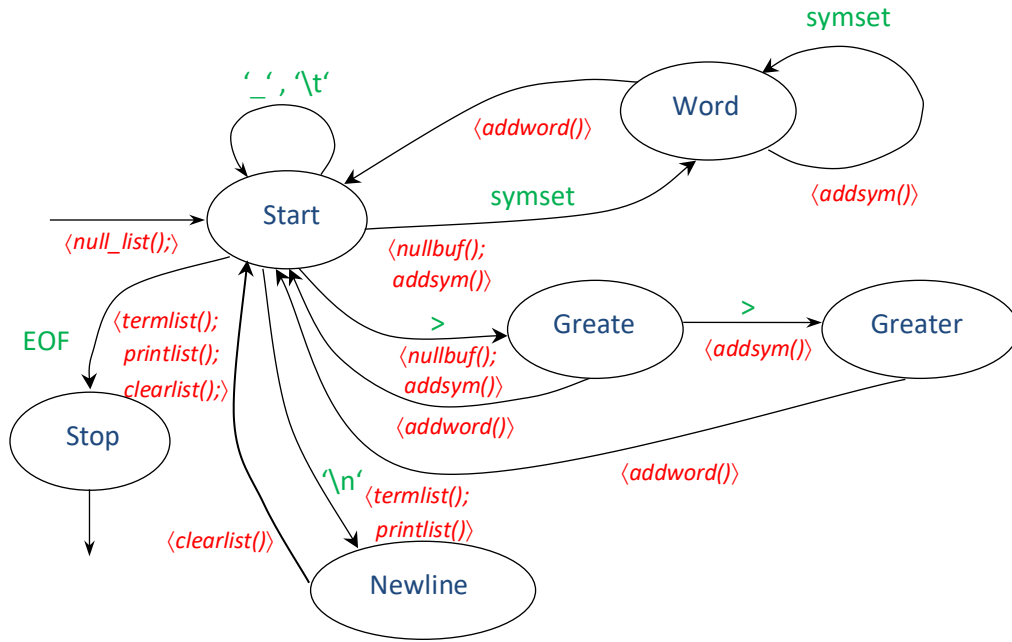 symset
‘_‘ , ‘\t‘
Word
⟨addword()⟩
⟨addsym()⟩
symset
Start
⟨null_list();⟩
⟨nullbuf();
addsym()⟩
EOF
⟨termlist();
printlist();
clearlist();⟩
>
Greate
>
Greater
⟨nullbuf();
addsym()⟩
⟨addsym()⟩
Stop
⟨addword()⟩
⟨addword()⟩
‘\n‘
⟨termlist();
printlist()⟩
⟨clearlist()⟩
Newline